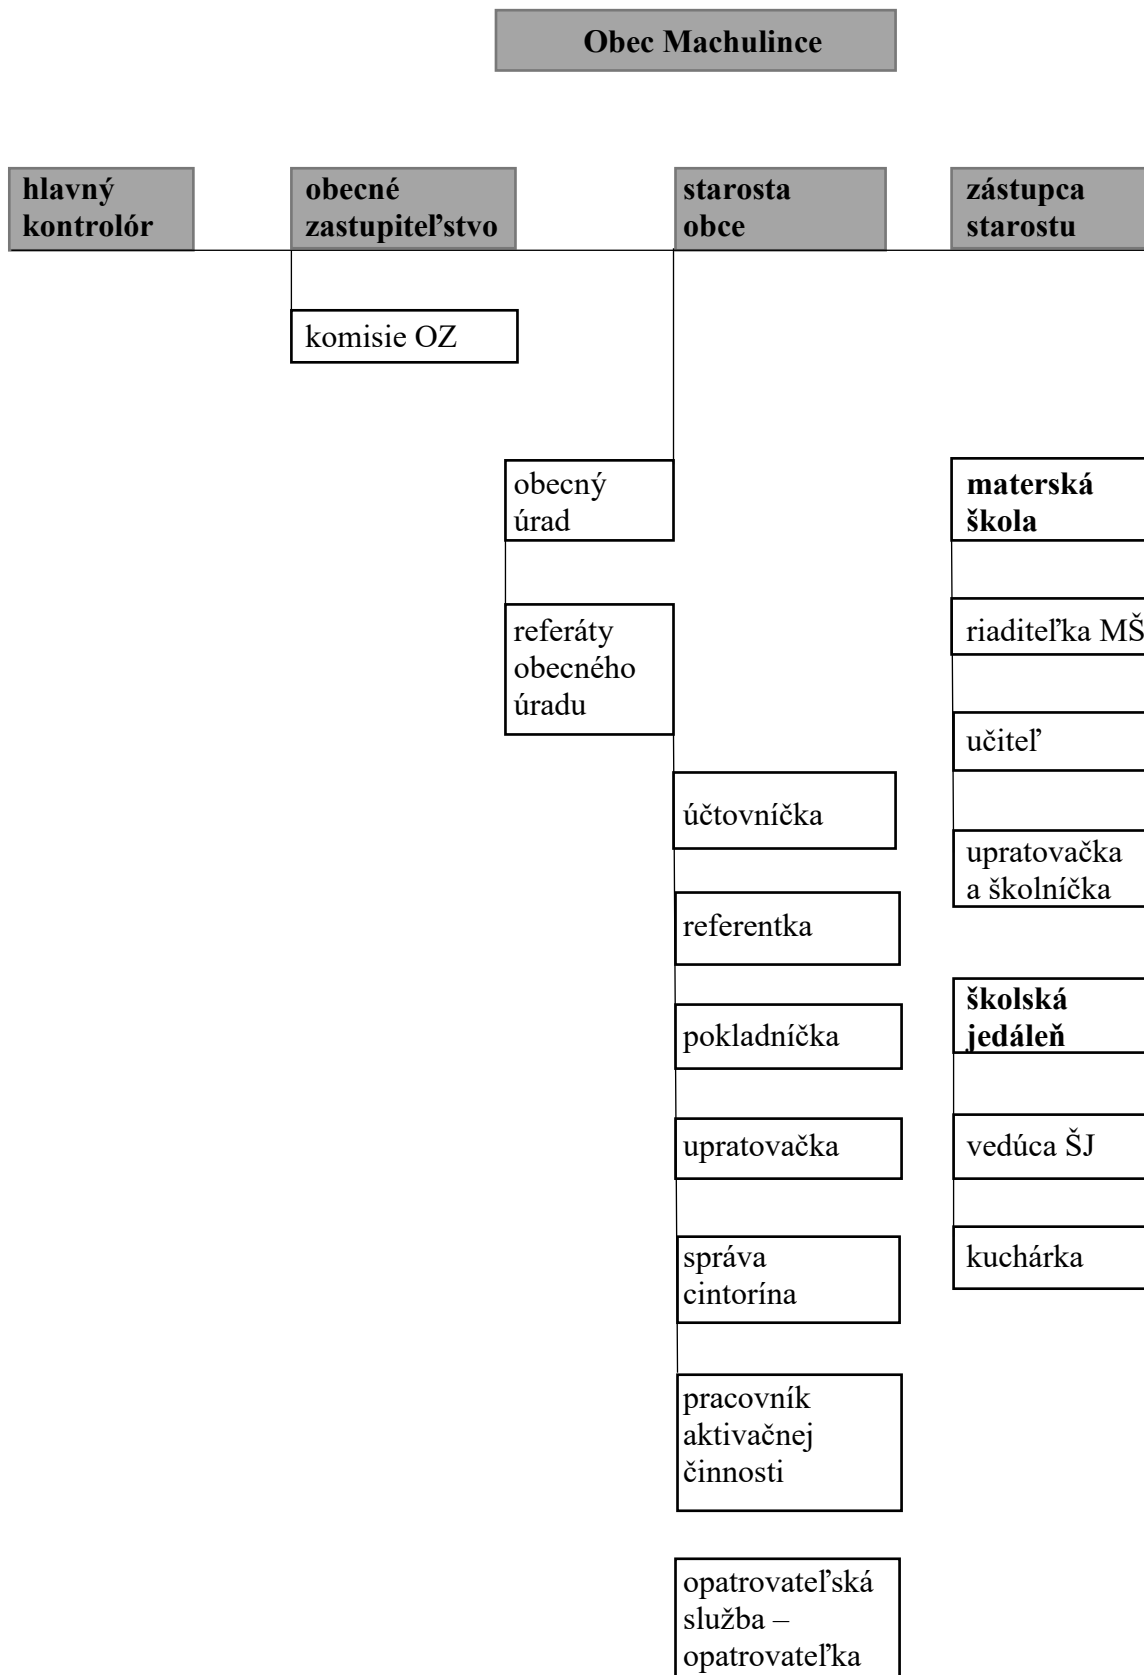 Obec Machulince
hlavný
kontrolór
obecné
zastupiteľstvo
starosta
obce
zástupca
starostu
komisie OZ
obecný
úrad
referáty
obecného
úradu
účtovníčka
referentka
pokladníčka
upratovačka
správa
cintorína
pracovník
aktivačnej
činnosti
opatrovateľská
služba –
opatrovateľka
materská
škola
riaditeľka MŠ
učiteľ
upratovačka
a školníčka
školská
jedáleň
vedúca ŠJ
kuchárka